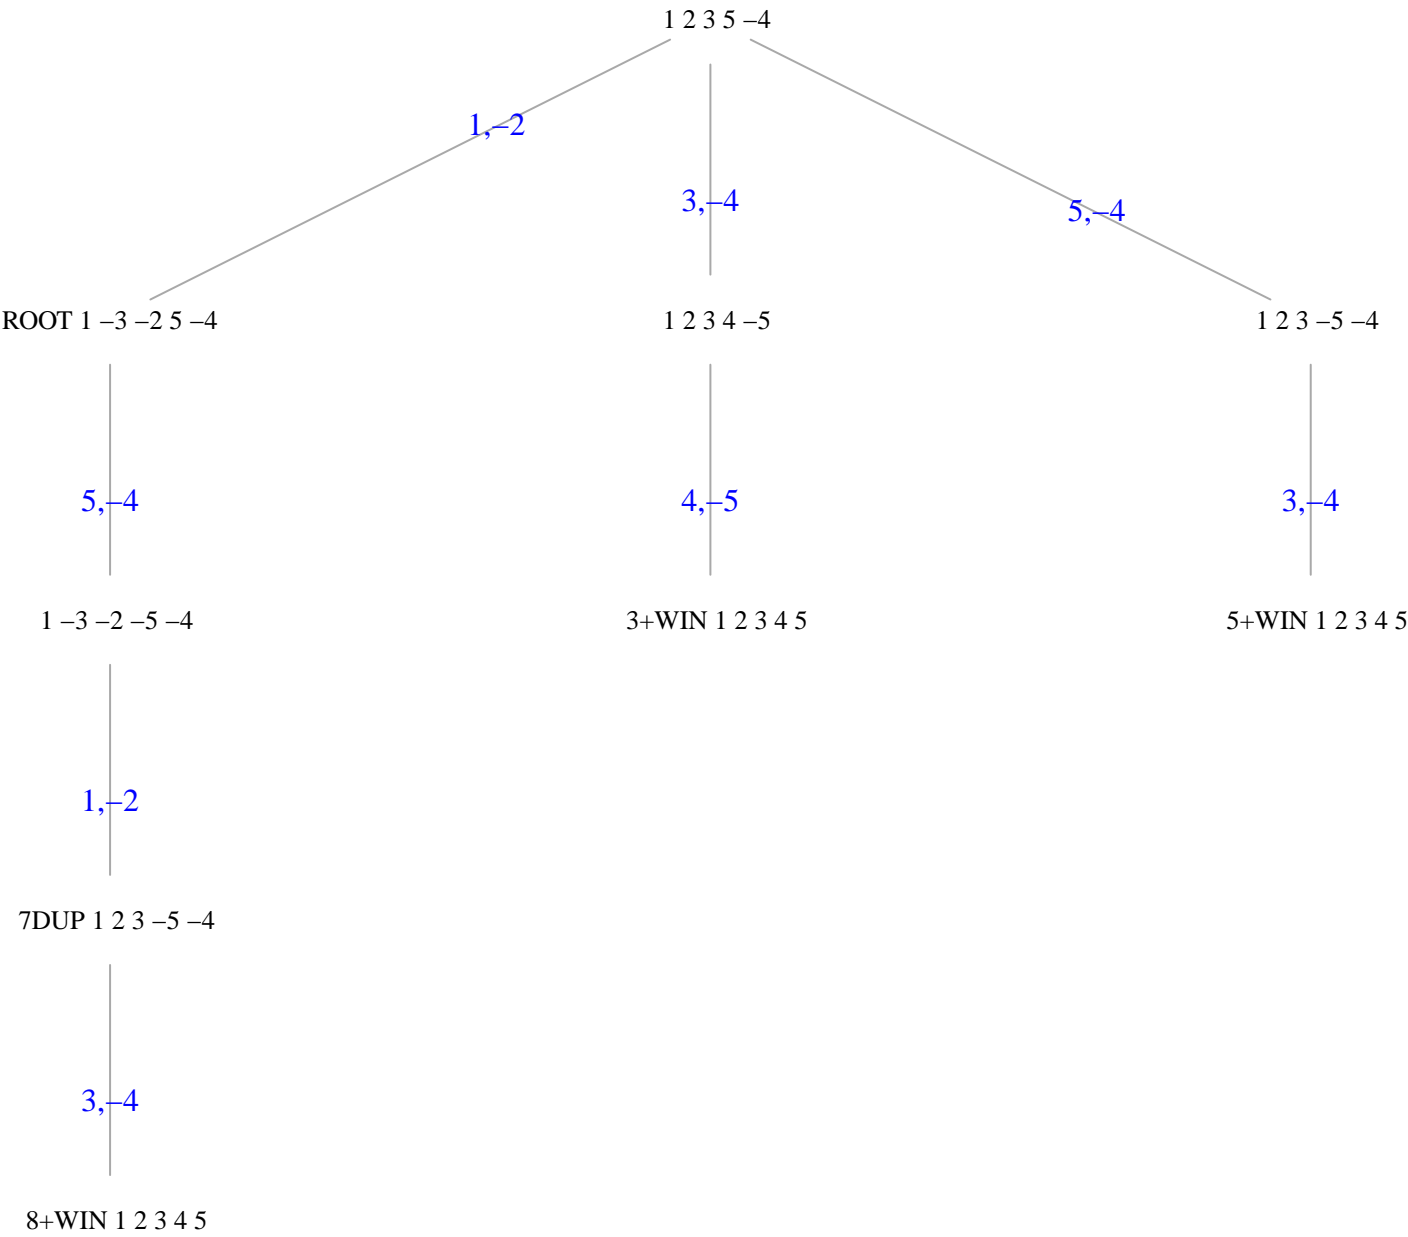 1 2 3 5 –4
1,–2
3,–4
5,–4
ROOT 1 –3 –2 5 –4
1 2 3 4 –5
1 2 3 –5 –4
5,–4
4,–5
3,–4
1 –3 –2 –5 –4
3+WIN 1 2 3 4 5
5+WIN 1 2 3 4 5
1,–2
7DUP 1 2 3 –5 –4
3,–4
8+WIN 1 2 3 4 5